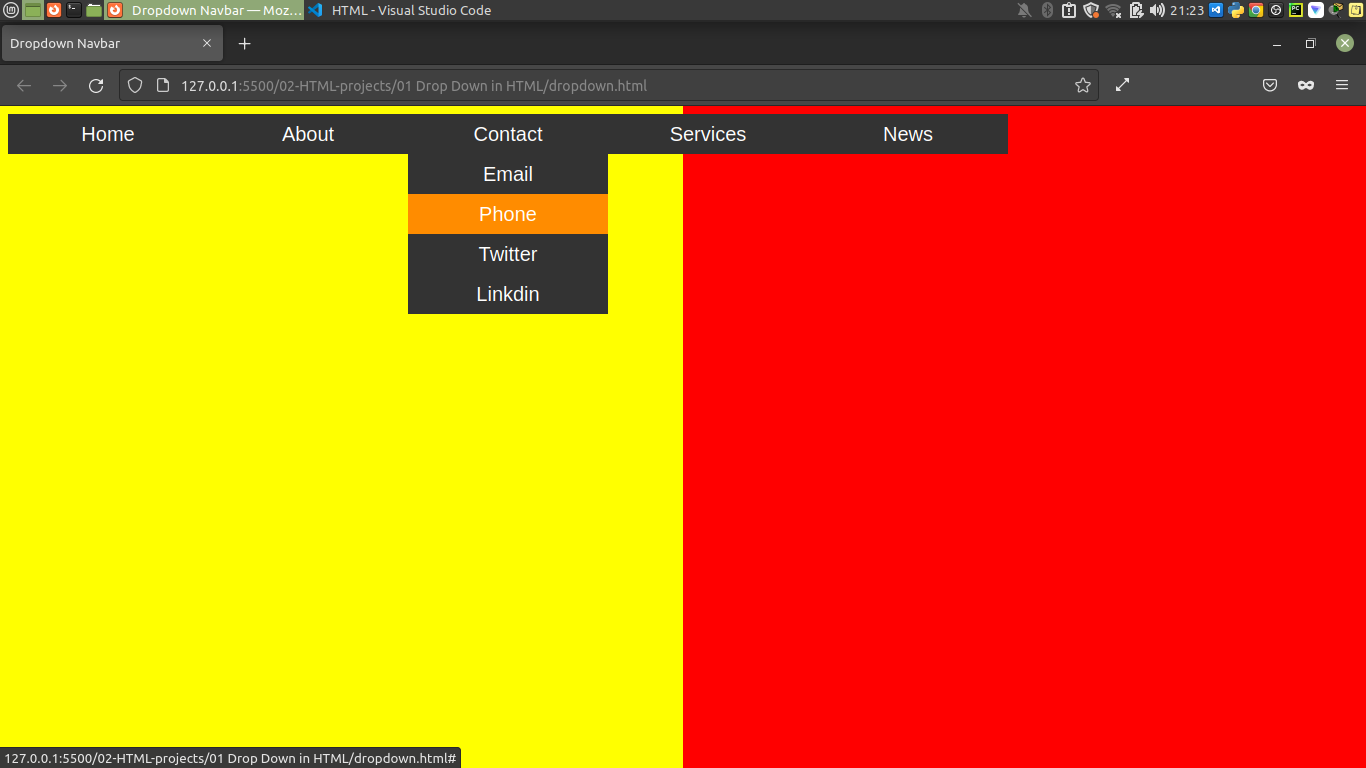 Dropdown Navbar — Moz... HTML - Visual Studio Code 21:23
Dropdown Navbar
127.0.0.1:5500/02-HTML-projects/01 Drop Down in HTML/dropdown.html
Home About Contact Services News
Email
Phone
Twitter
Linkdin
127.0.0.1:5500/02-HTML-projects/01 Drop Down in HTML/dropdown.html#